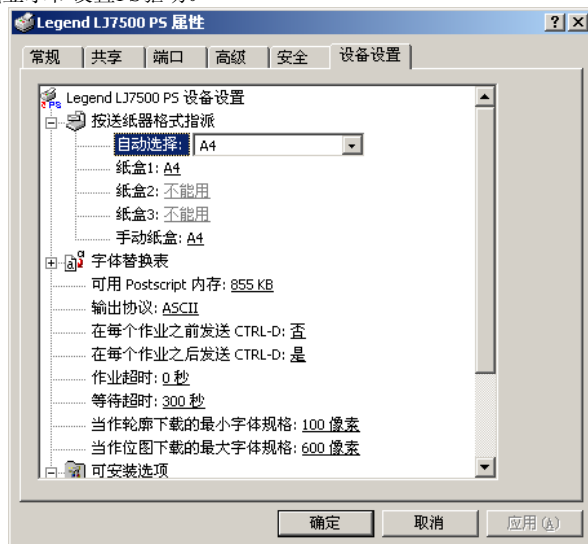 Legend LJ7500 PS 属性
常规 共享 端口 高级 安全 设备设置
Legend LJ7500 PS 设备设置
按送纸器格式指派
自动选择: A4
纸盒1: A4
纸盒2: 不能用
纸盒3: 不能用
手动纸盒: A4
字体替换表
可用 Postscript 内存: 855 KB
输出协议: ASCII
在每个作业之前发送 CTRL-D: 否
在每个作业之后发送 CTRL-D: 是
作业超时: 0 秒
等待超时: 300 秒
当作轮廓下载的最小字体规格: 100 像素
当作位图下载的最大字体规格: 600 像素
可安装选项
确定 取消 应用(A)